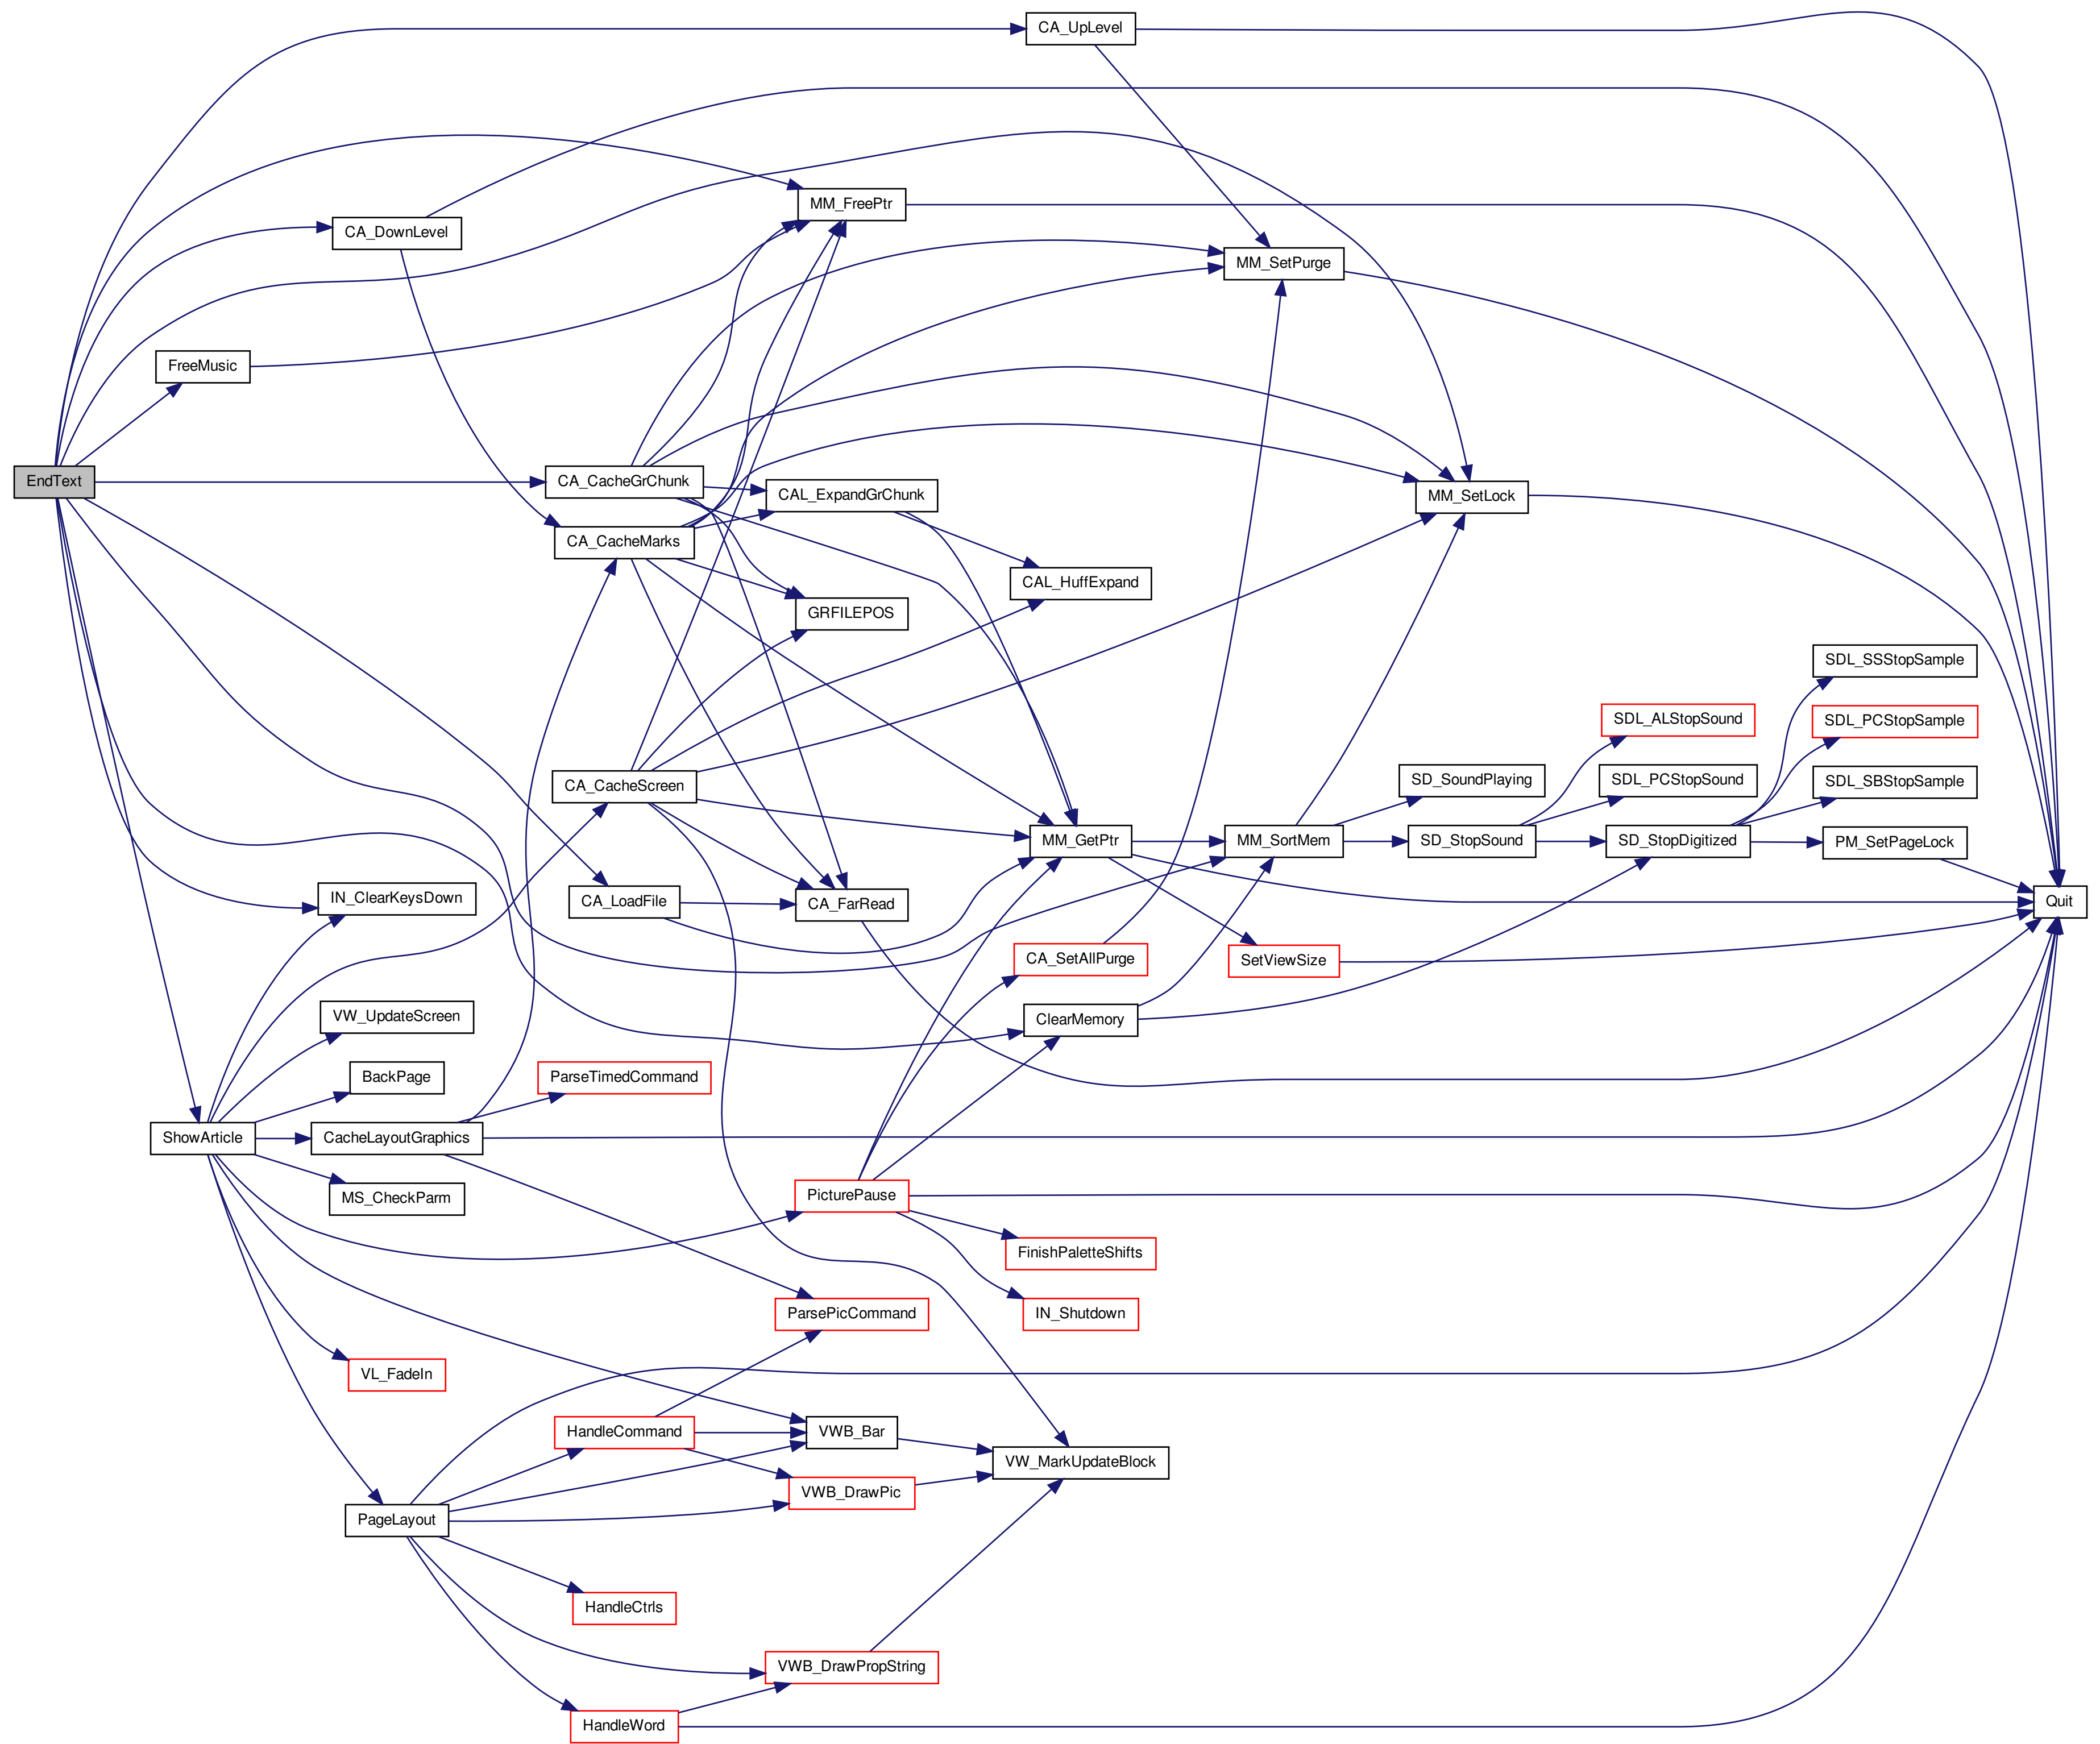 CA_UpLevel
MM_FreePtr
CA_DownLevel
MM_SetPurge
FreeMusic
EndText
CA_CacheGrChunk
CAL_ExpandGrChunk
MM_SetLock
CA_CacheMarks
CAL_HuffExpand
GRFILEPOS
SDL_SSStopSample
SDL_ALStopSound
SDL_PCStopSample
CA_CacheScreen
SD_SoundPlaying
SDL_PCStopSound
SDL_SBStopSample
MM_GetPtr
MM_SortMem
SD_StopSound
SD_StopDigitized
PM_SetPageLock
IN_ClearKeysDown
CA_LoadFile
CA_FarRead
Quit
CA_SetAllPurge
SetViewSize
VW_UpdateScreen
ClearMemory
BackPage
ParseTimedCommand
ShowArticle
CacheLayoutGraphics
MS_CheckParm
PicturePause
FinishPaletteShifts
ParsePicCommand
IN_Shutdown
VL_FadeIn
HandleCommand
VWB_Bar
VW_MarkUpdateBlock
VWB_DrawPic
PageLayout
HandleCtrls
VWB_DrawPropString
HandleWord